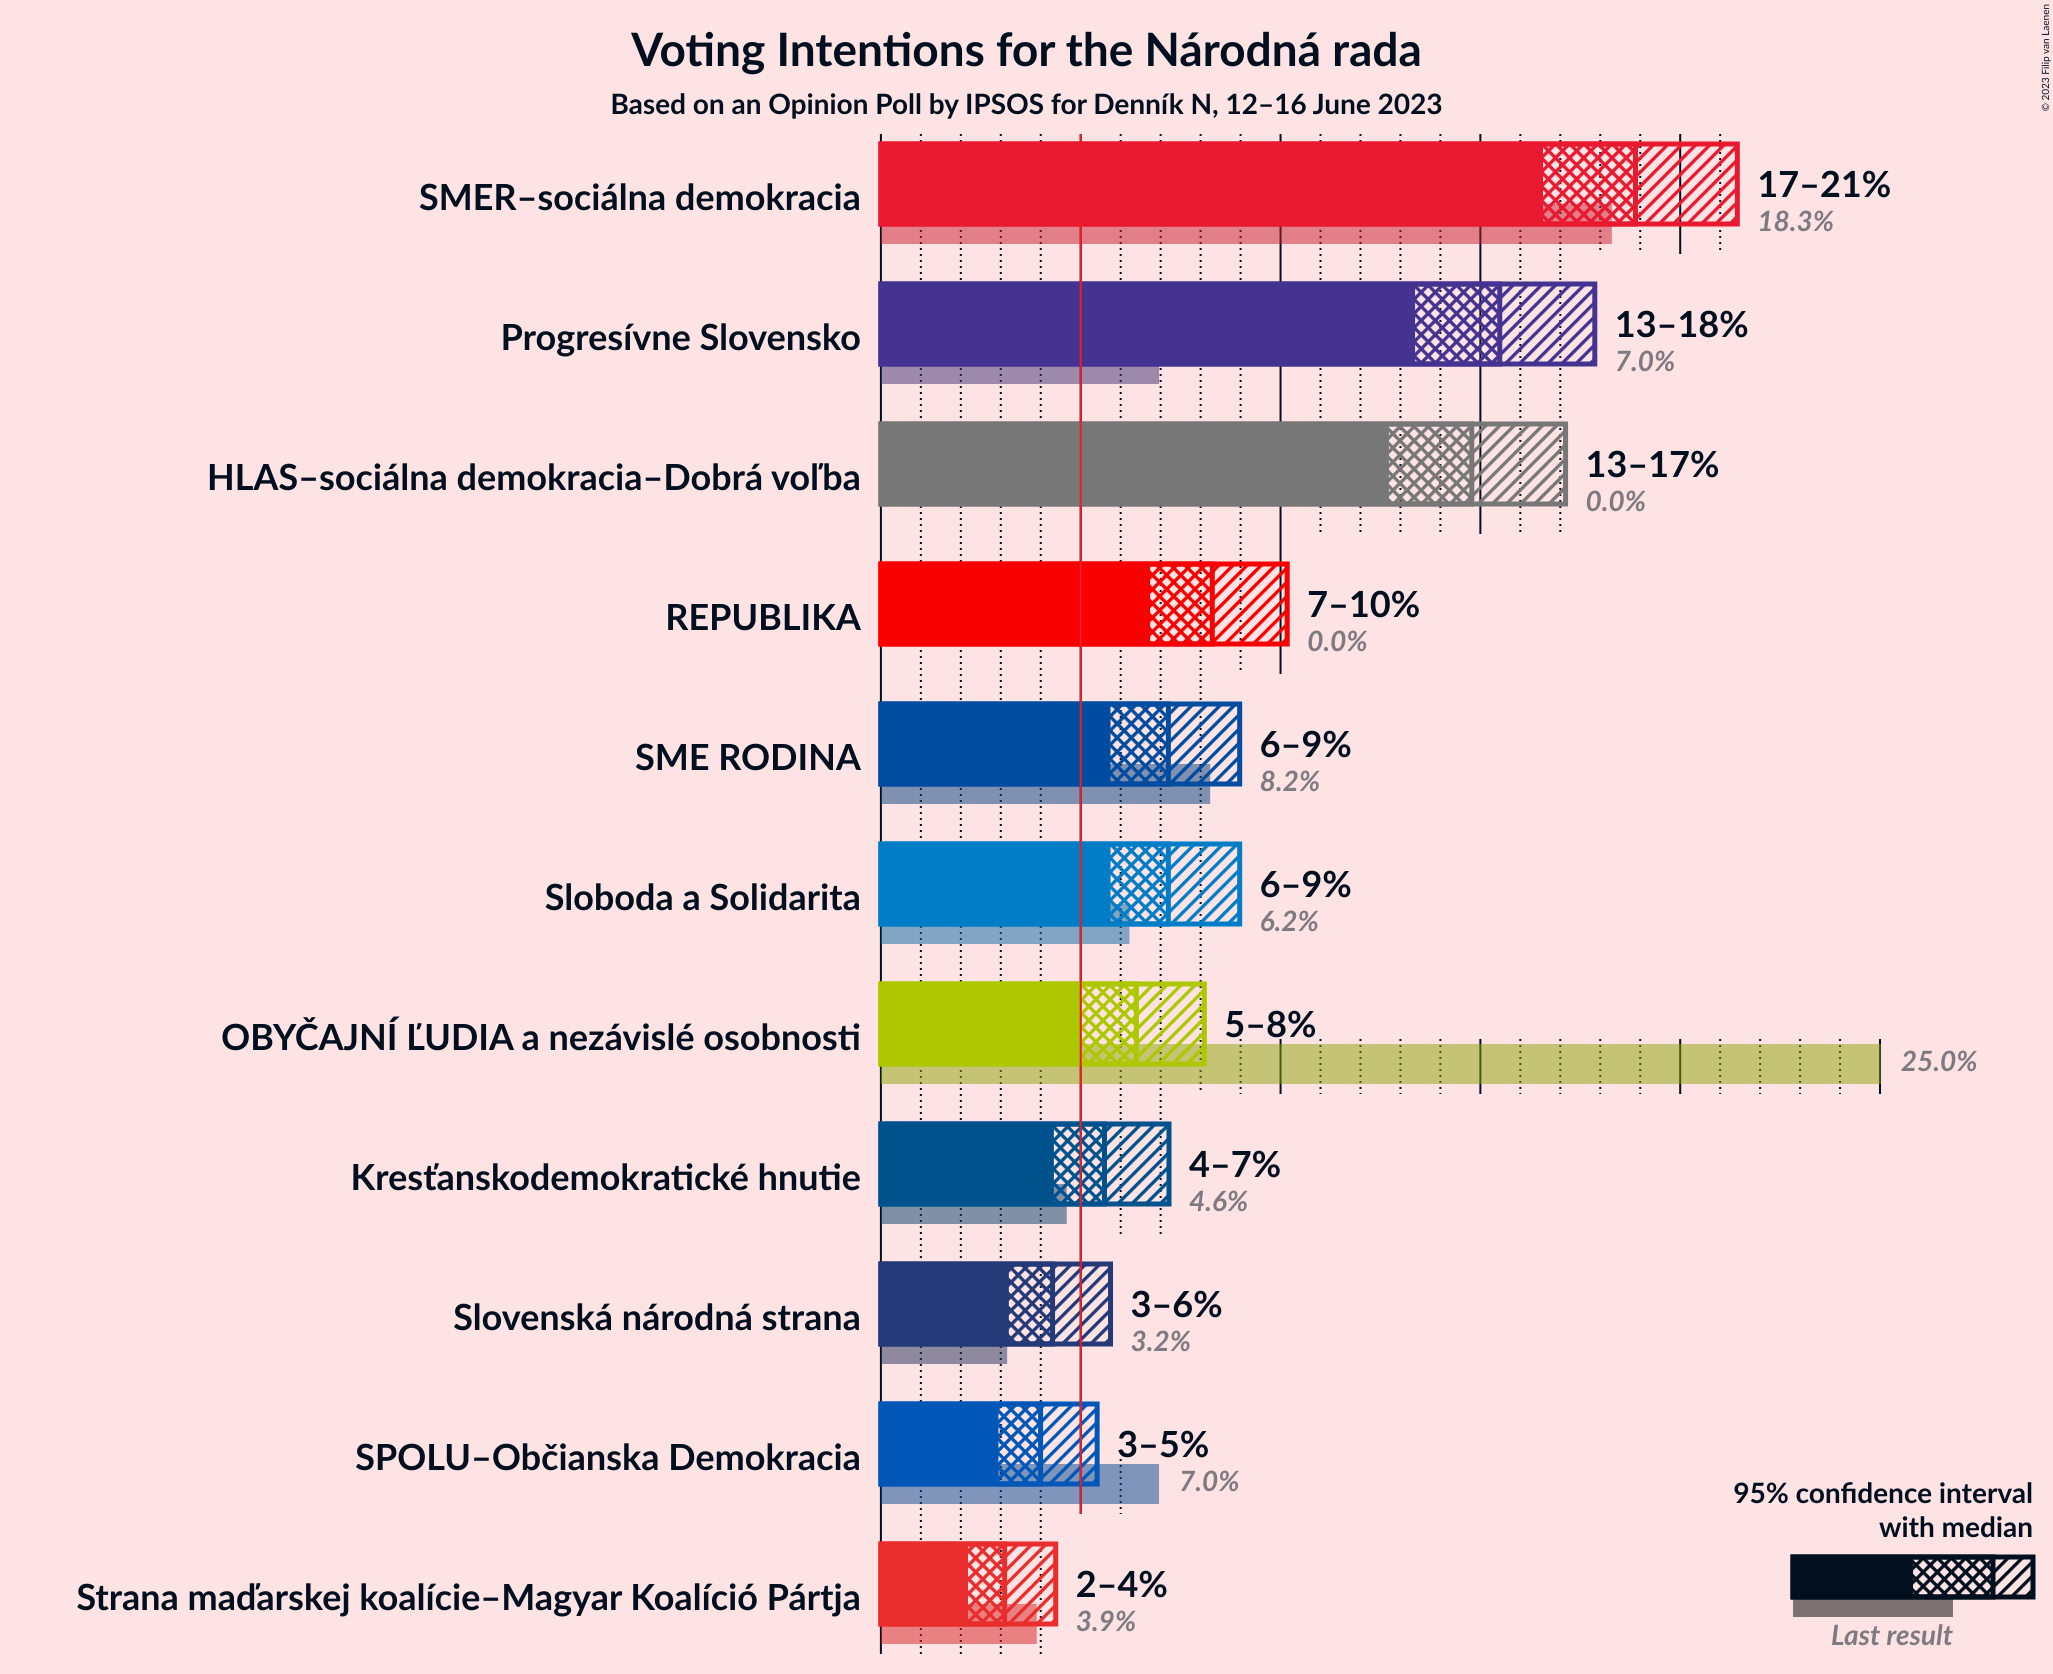 Voting Intentions for the Národná rada
Based on an Opinion Poll by IPSOS for Denník N, 12–16 June 2023
© 2023 Filip van Laenen
SMER–sociálna demokracia
17–21%
18.3%
Progresívne Slovensko
13–18%
7.0%
HLAS–sociálna demokracia–Dobrá voľba
13–17%
0.0%
REPUBLIKA
7–10%
0.0%
SME RODINA
6–9%
8.2%
Sloboda a Solidarita
6–9%
6.2%
OBYČAJNÍ ĽUDIA a nezávislé osobnosti
5–8%
25.0%
Kresťanskodemokratické hnutie
4–7%
4.6%
Slovenská národná strana
3–6%
3.2%
SPOLU–Občianska Demokracia
3–5%
7.0%
Strana maďarskej koalície–Magyar Koalíció Pártja
2–4%
3.9%
95% confidence interval
with median
Last result